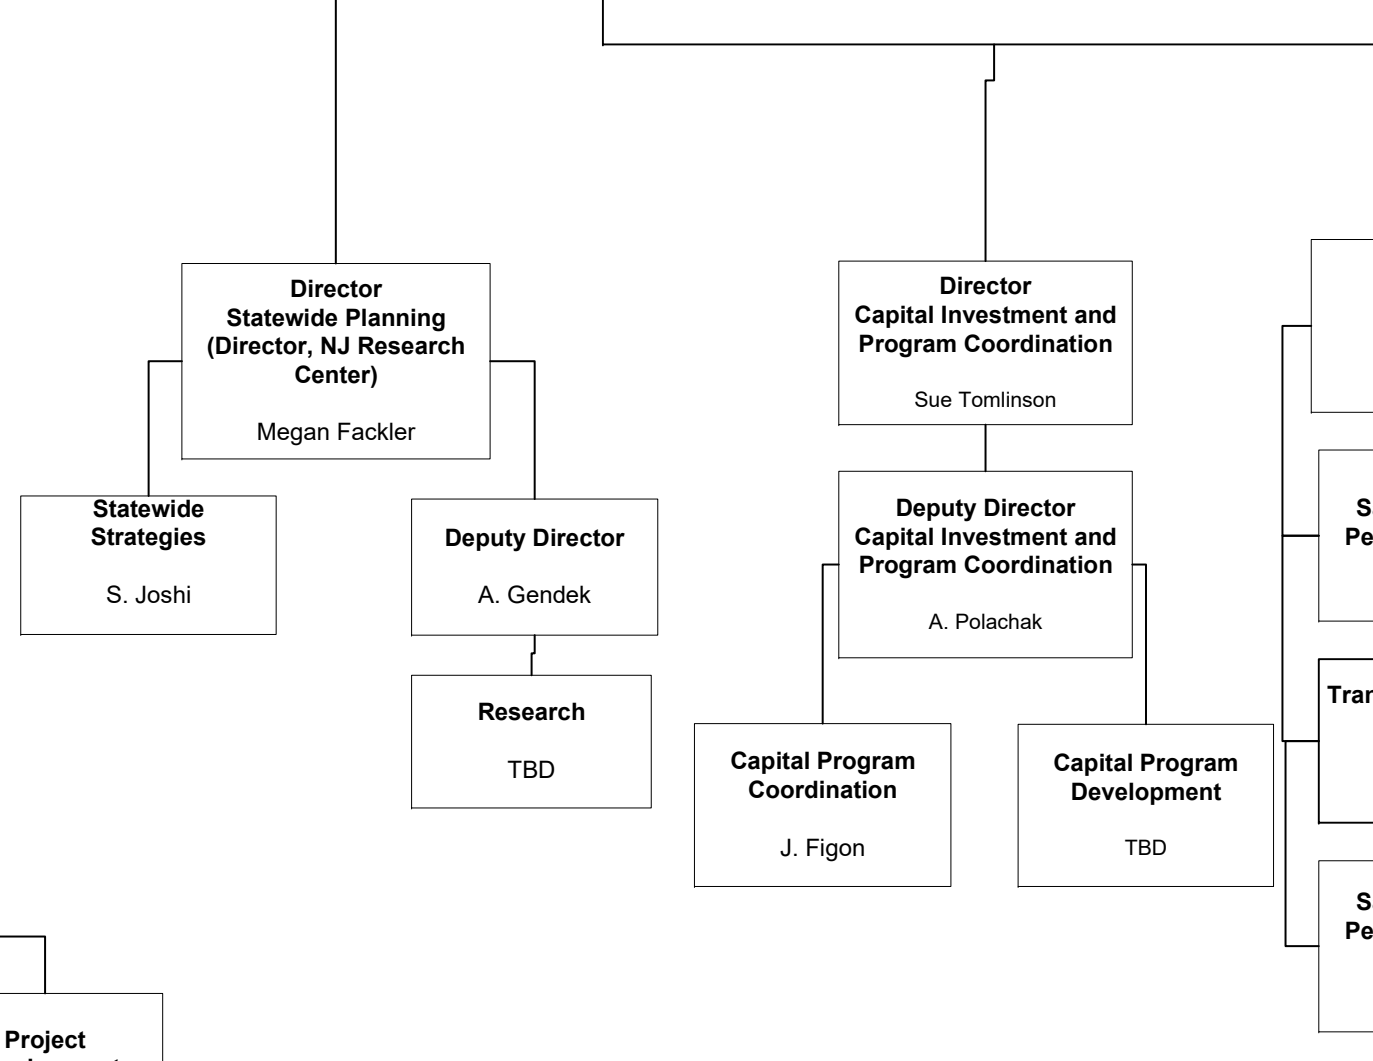 Director
Statewide Planning
(Director, NJ Research
Center)
Megan Fackler
Statewide
Strategies
S. Joshi
Deputy Director
A. Gendek
Research
TBD
Director
Capital Investment and
Program Coordination
Sue Tomlinson
Deputy Director
Capital Investment and
Program Coordination
A. Polachak
Capital Program
Coordination
J. Figon
Capital Program
Development
TBD
Project